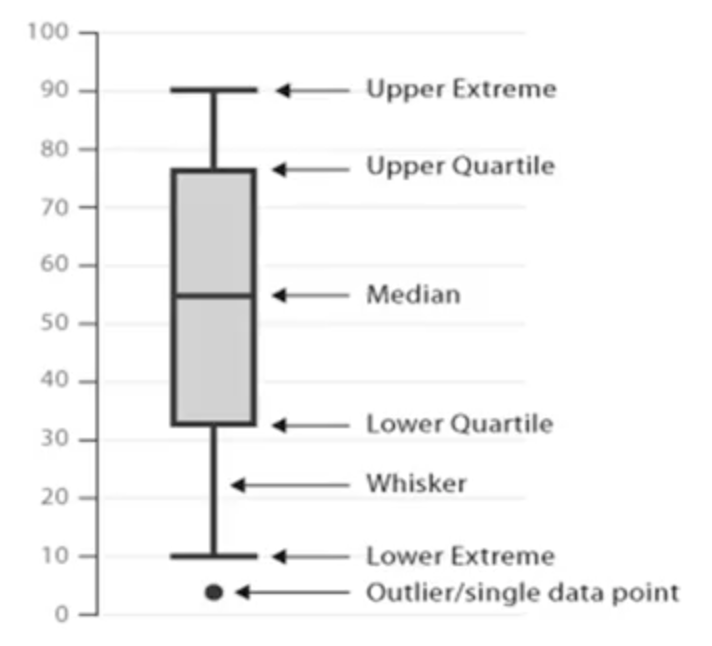 100
90
Upper Extreme
80
Upper Quartile
70
60
Median
50
40
Lower Quartile
30
Whisker
20
10
Lower Extreme
Outlier/single data point
0